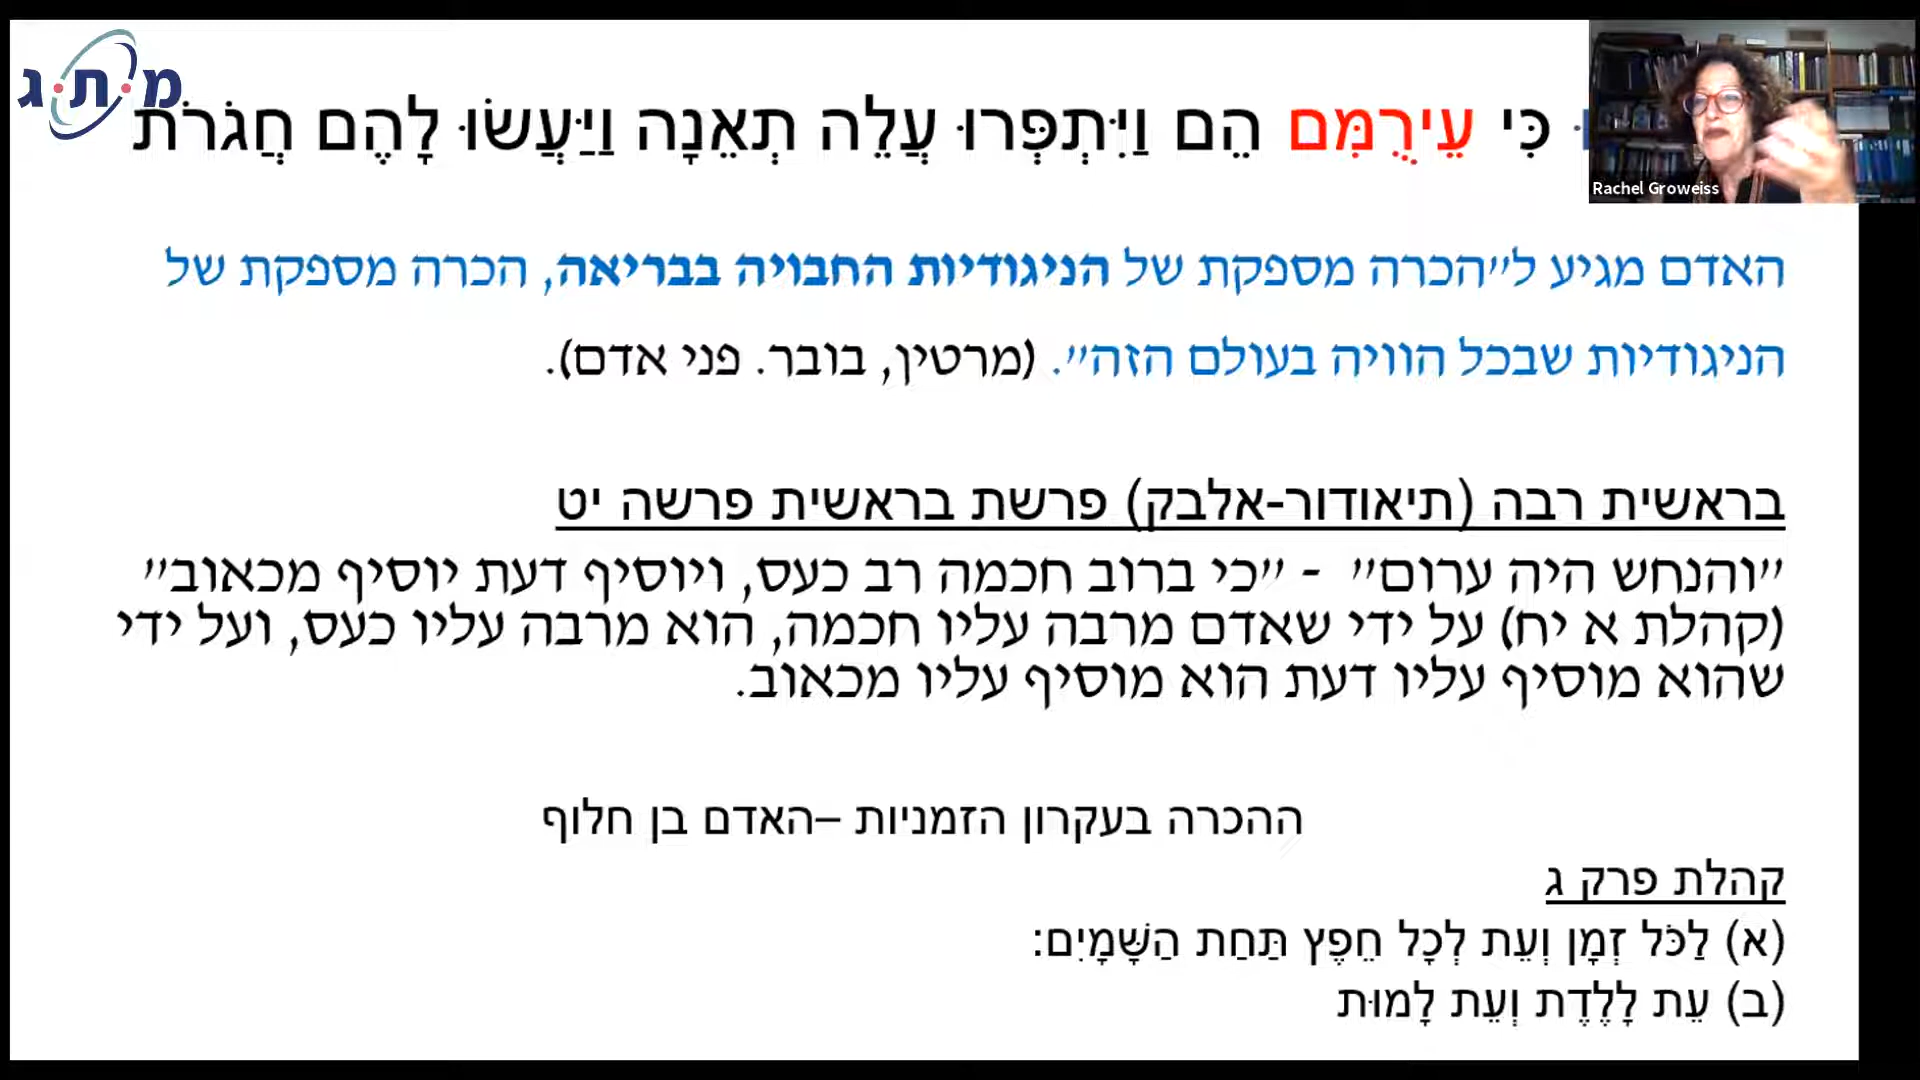 מ.ת.ג
כִּי עֵירֻמִּם הֵם וַיִּתְפְּרוּ עֲלֵה תְאֵנָה וַיַּעֲשׂוּ לָהֶם חֲגֹרֹת
Rachel Groweiss
האדם מגיע ל"הכרה מספקת של הניגודיות החבויה בבריאה, הכרה מספקת של
הניגודיות שבכל הוויה בעולם הזה". (מרטין, בובר. פני אדם).
בראשית רבה (תיאודור-אלבק) פרשת בראשית פרשה יט
"והנחש היה ערום" - "כי ברוב חכמה רב כעס, ויוסיף דעת יוסיף מכאוב"
(קהלת א יח) על ידי שאדם מרבה עליו חכמה, הוא מרבה עליו כעס, ועל ידי
שהוא מוסיף עליו דעת הוא מוסיף עליו מכאוב.
ההכרה בעקרון הזמניות –האדם בן חלוף
קהלת פרק ג
(א) לַכֹּל זְמָן וְעֵת לְכָל חֵפֶץ תַּחַת הַשָּׁמָיִם:
(ב) עֵת לָלֶדֶת וְעֵת לָמוּת